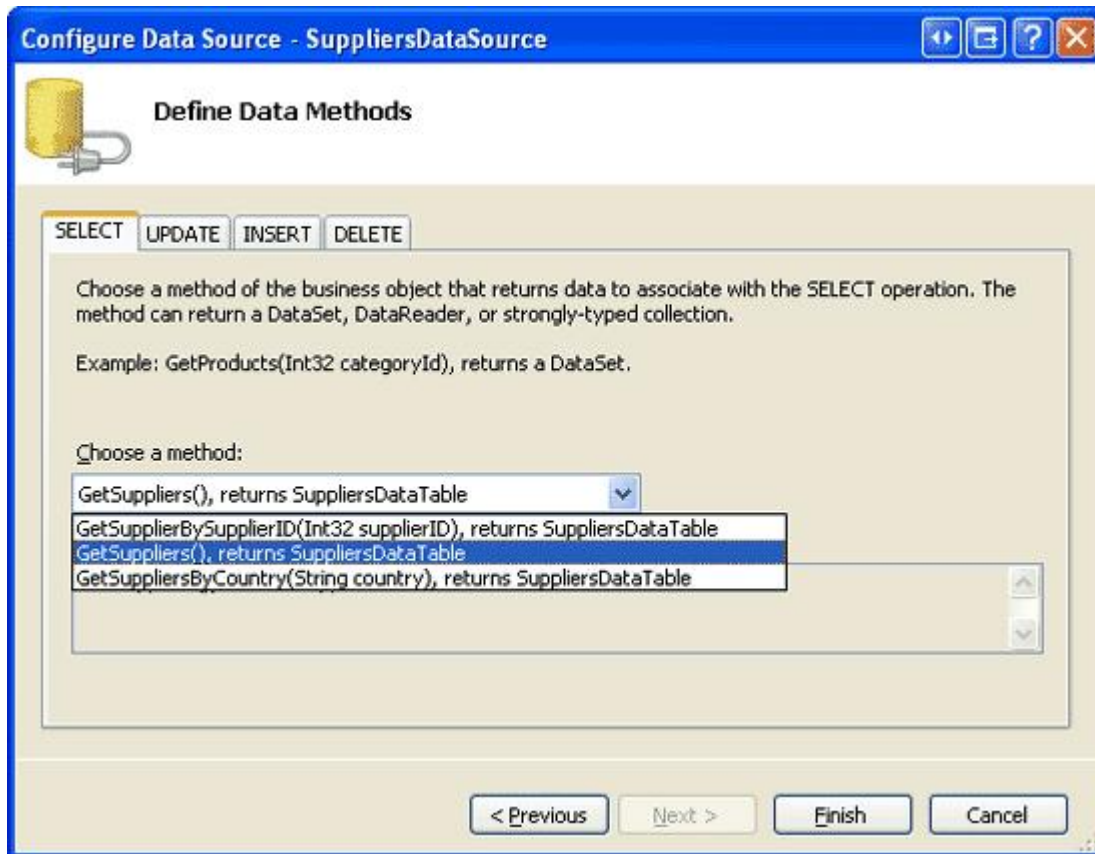 Configure Data Source - SuppliersDataSource
Define Data Methods
SELECT UPDATE INSERT DELETE
Choose a method of the business object that returns data to associate with the SELECT operation. The
method can return a DataSet, DataReader, or strongly-typed collection.
Example: GetProducts(Int32 categoryId), returns a DataSet.
Choose a method:
GetSuppliers(), returns SuppliersDataTable
GetSupplierBySupplierID(Int32 supplierID), returns SuppliersDataTable
GetSuppliers(), returns SuppliersDataTable
GetSuppliersByCountry(String country), returns SuppliersDataTable
< Previous Next > Finish Cancel